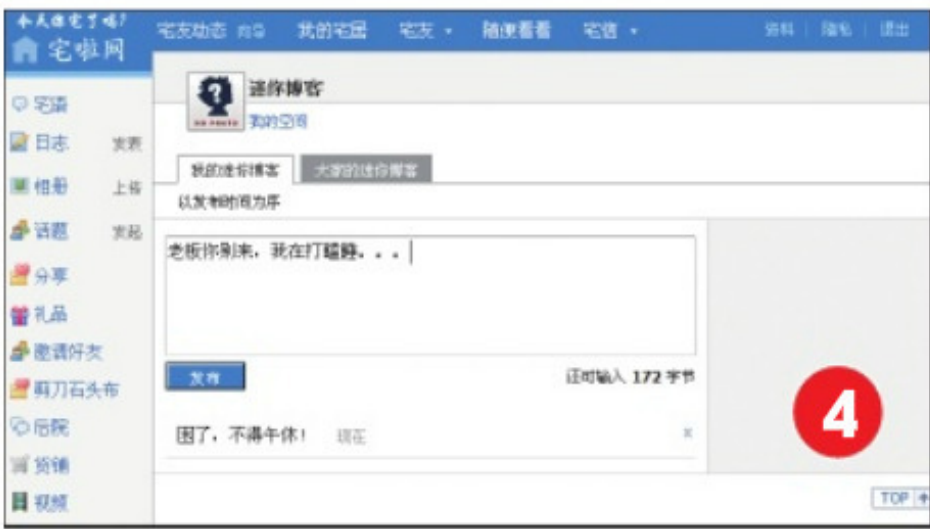 今天你宅了吗?
宅啦网
宅友动态 向导 我的宅居 宅友 随便看看 宅信
资料 隐私 退出
迷你博客
我的空间
我的迷你博客 大家的迷你博客
以发布时间为序
老板你别来,我在打瞌睡...
发布
还可输入 172 字节
困了,不得午休! 现在
x
宅语
日志 发表
相册 上传
话题 发起
分享
礼品
邀请好友
剪刀石头布
后院
货铺
视频
4
TOP